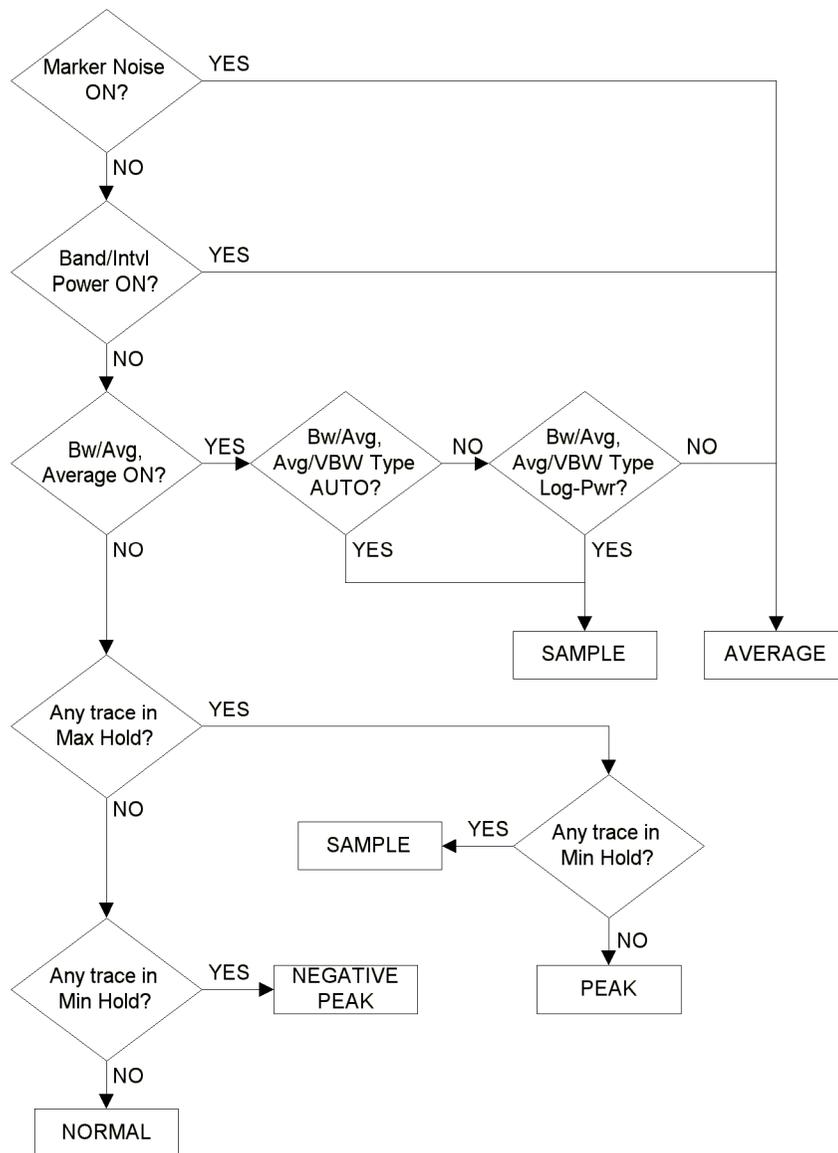 Marker Noise
ON?
YES
NO
Band/Intvl
Power ON?
YES
NO
Bw/Avg,
Average ON?
YES
Bw/Avg,
Avg/VBW Type
AUTO?
NO
Bw/Avg,
Avg/VBW Type
Log-Pwr?
NO
NO
YES
YES
SAMPLE
AVERAGE
Any trace in
Max Hold?
YES
NO
SAMPLE
YES
Any trace in
Min Hold?
NO
PEAK
Any trace in
Min Hold?
YES
NEGATIVE
PEAK
NO
NORMAL